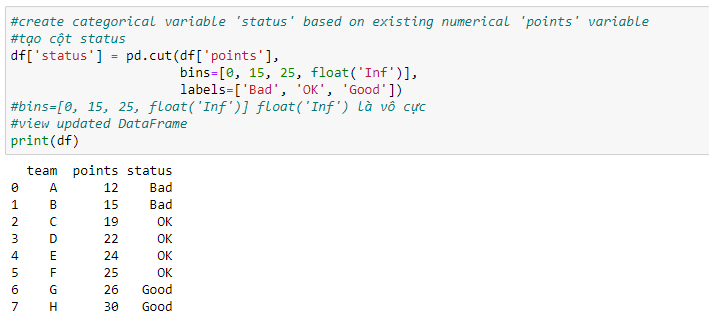 #create categorical variable 'status' based on existing numerical 'points' variable
#tạo cột status
df['status'] = pd.cut(df['points'],
                      bins=[0, 15, 25, float('Inf')],
                      labels=['Bad', 'OK', 'Good'])
#bins=[0, 15, 25, float('Inf')] float('Inf') là vô cực
#view updated DataFrame
print(df)
  team  points status
0    A      12    Bad
1    B      15    Bad
2    C      19     OK
3    D      22     OK
4    E      24     OK
5    F      25     OK
6    G      26   Good
7    H      30   Good